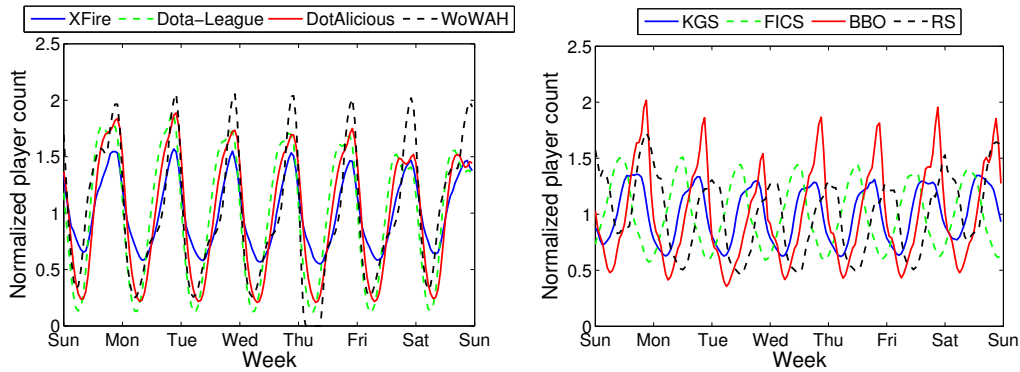 XFire Dota-League DotAlicious WoWAH
Normalized player count
2.5
2
1.5
1
0.5
0
Sun Mon Tue Wed Thu Fri Sat Sun
Week
KGS FICS BBO RS
Normalized player count
2.5
2
1.5
1
0.5
0
Sun Mon Tue Wed Thu Fri Sat Sun
Week